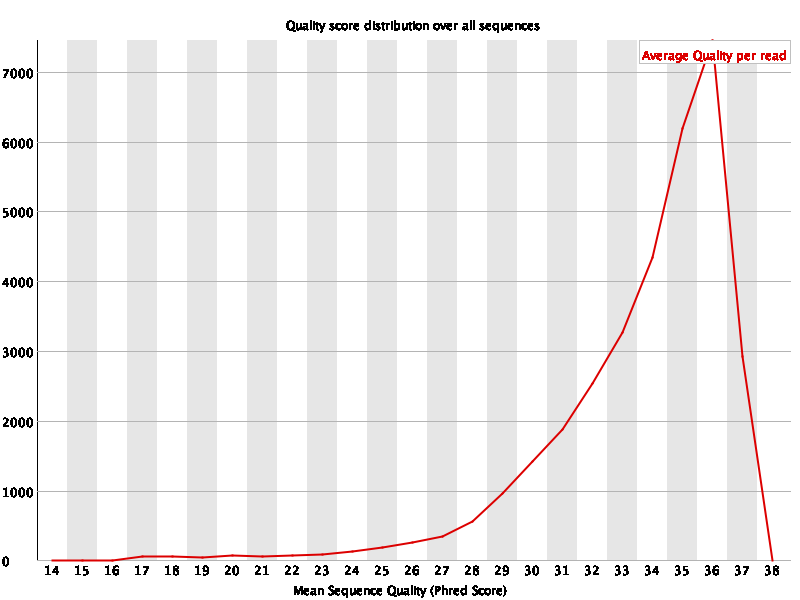 Quality score distribution over all sequences
Average Quality per read
7000
6000
5000
4000
3000
2000
1000
0
14 15 16 17 18 19 20 21 22 23 24 25 26 27 28 29 30 31 32 33 34 35 36 37 38
Mean Sequence Quality (Phred Score)